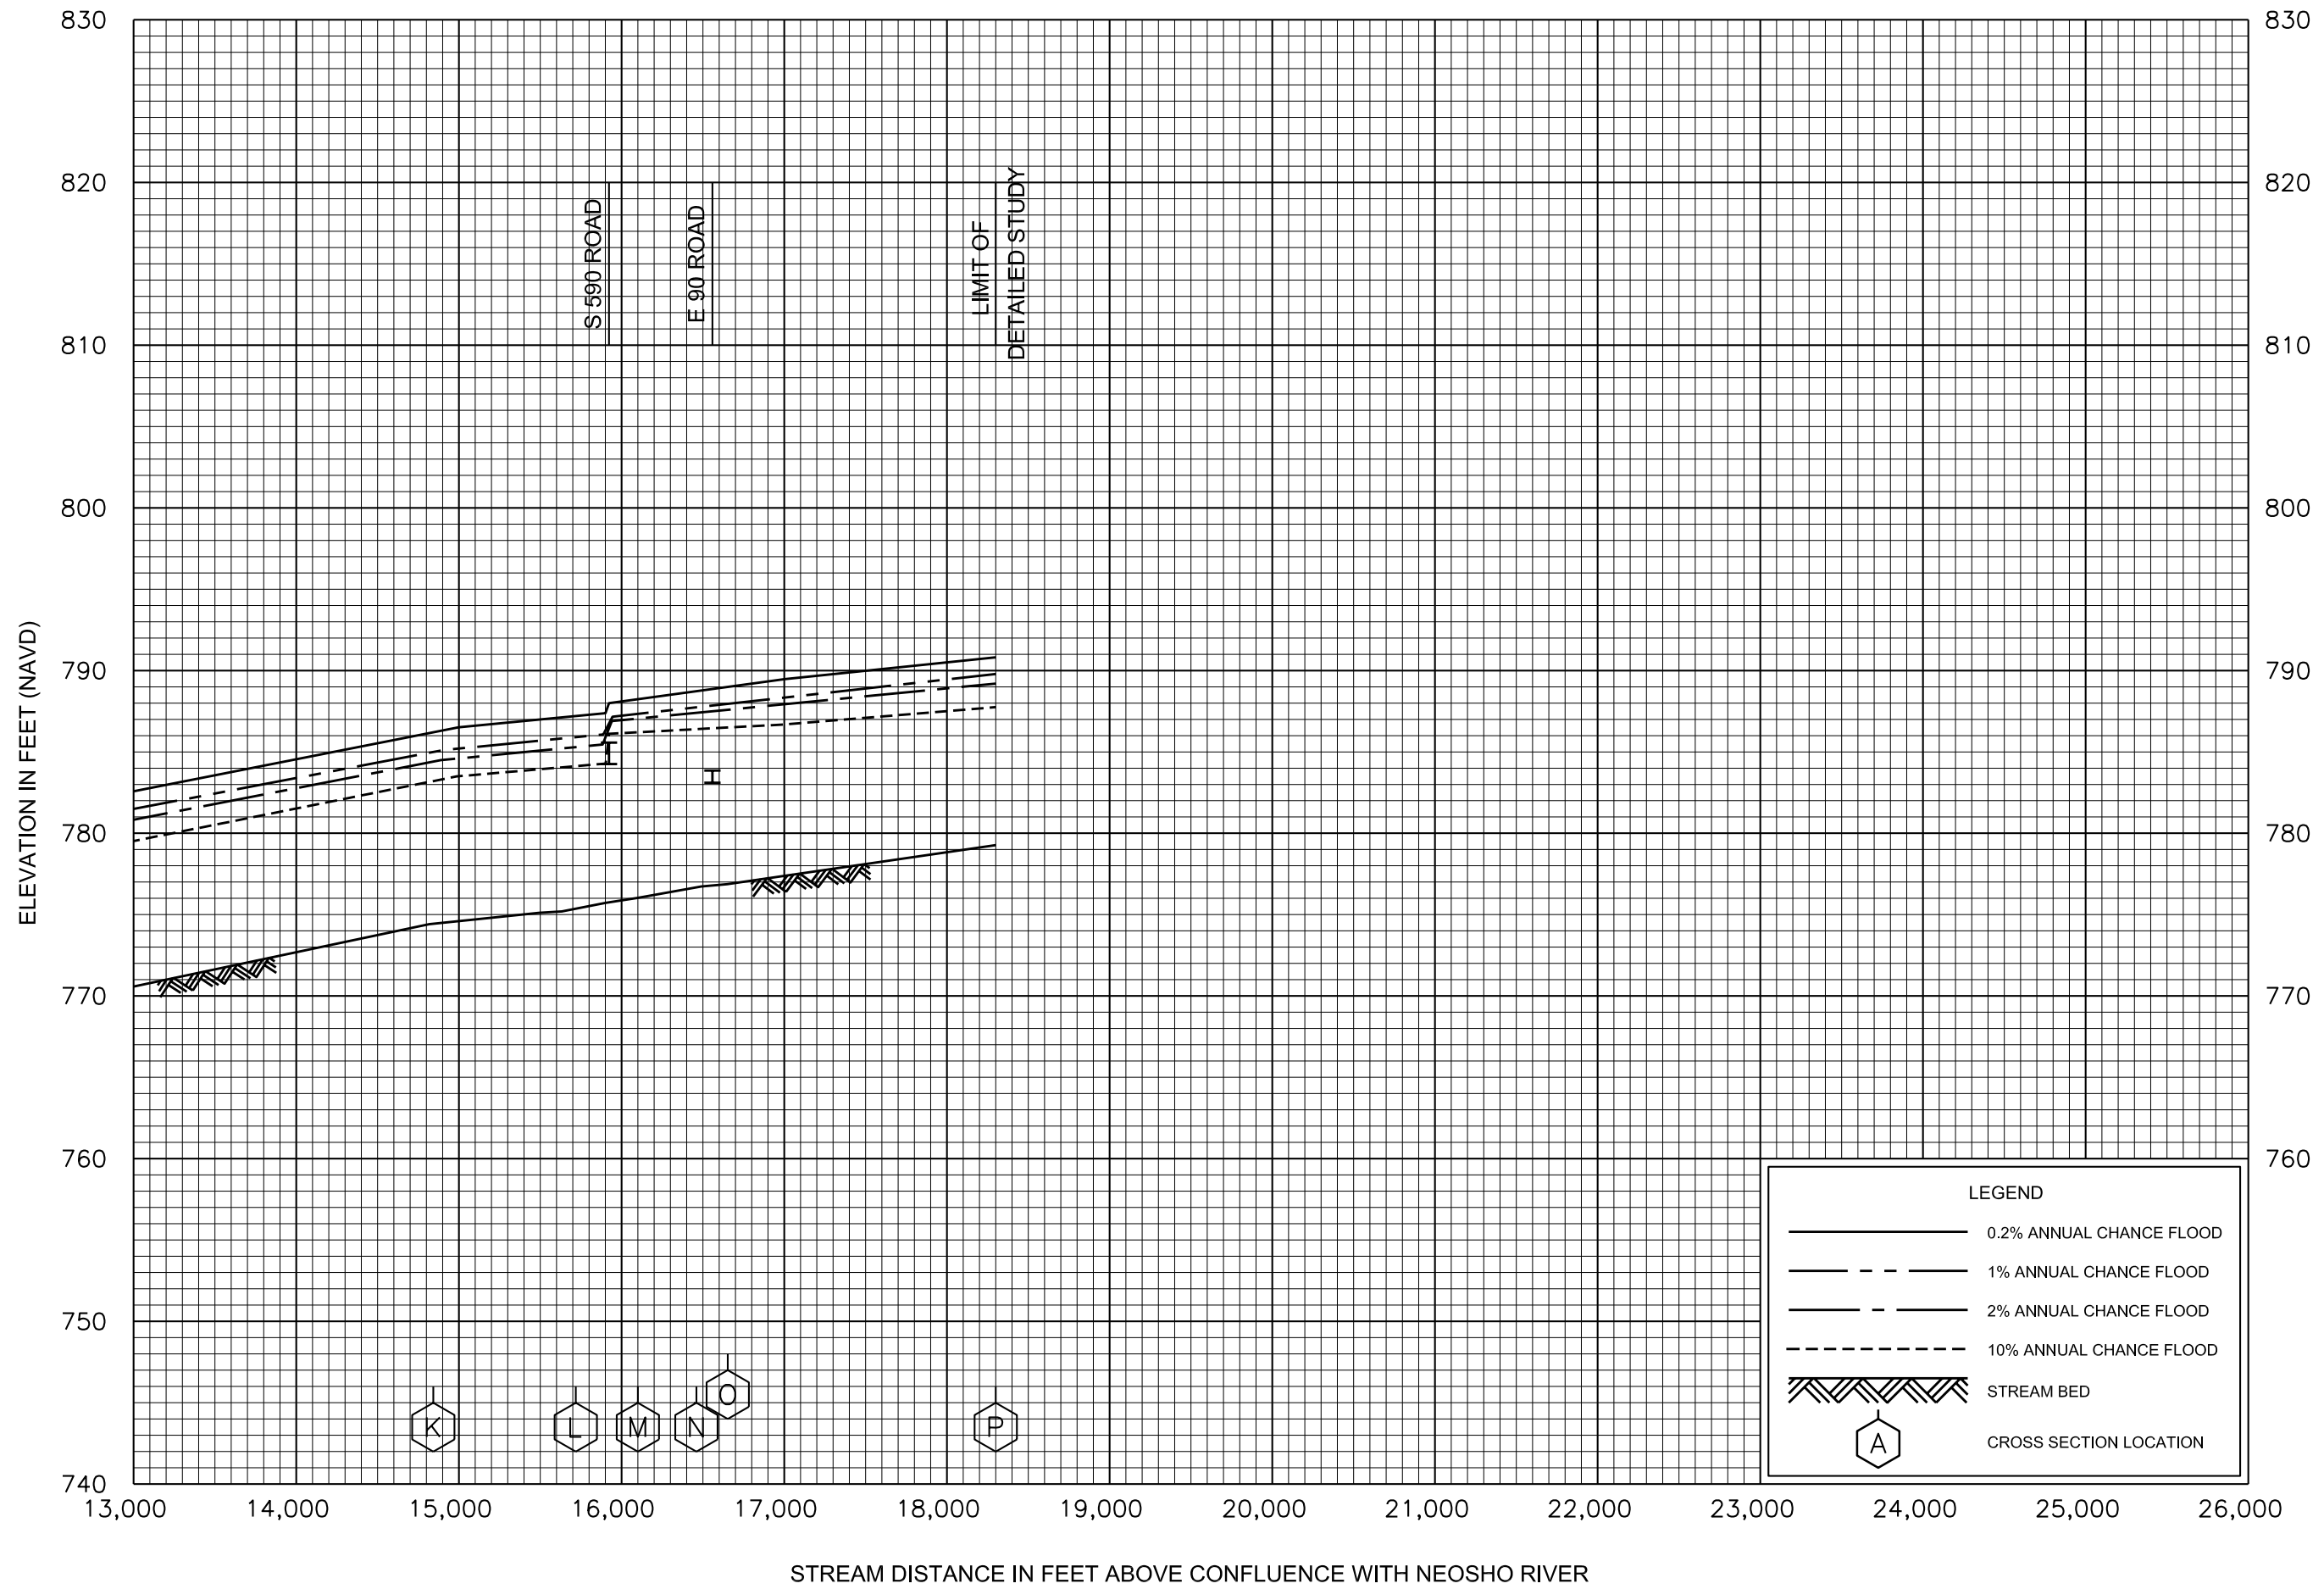 830
830
820
820
S 590 ROAD
E 90 ROAD
LIMIT OF
DETAILED STUDY
810
810
800
800
790
790
780
780
770
770
760
760
750
740
ELEVATION IN FEET (NAVD)
K
L
M
N
O
P
LEGEND
0.2% ANNUAL CHANCE FLOOD
1% ANNUAL CHANCE FLOOD
2% ANNUAL CHANCE FLOOD
10% ANNUAL CHANCE FLOOD
STREAM BED
A
CROSS SECTION LOCATION
13,000 14,000 15,000 16,000 17,000 18,000 19,000 20,000 21,000 22,000 23,000 24,000 25,000 26,000
STREAM DISTANCE IN FEET ABOVE CONFLUENCE WITH NEOSHO RIVER